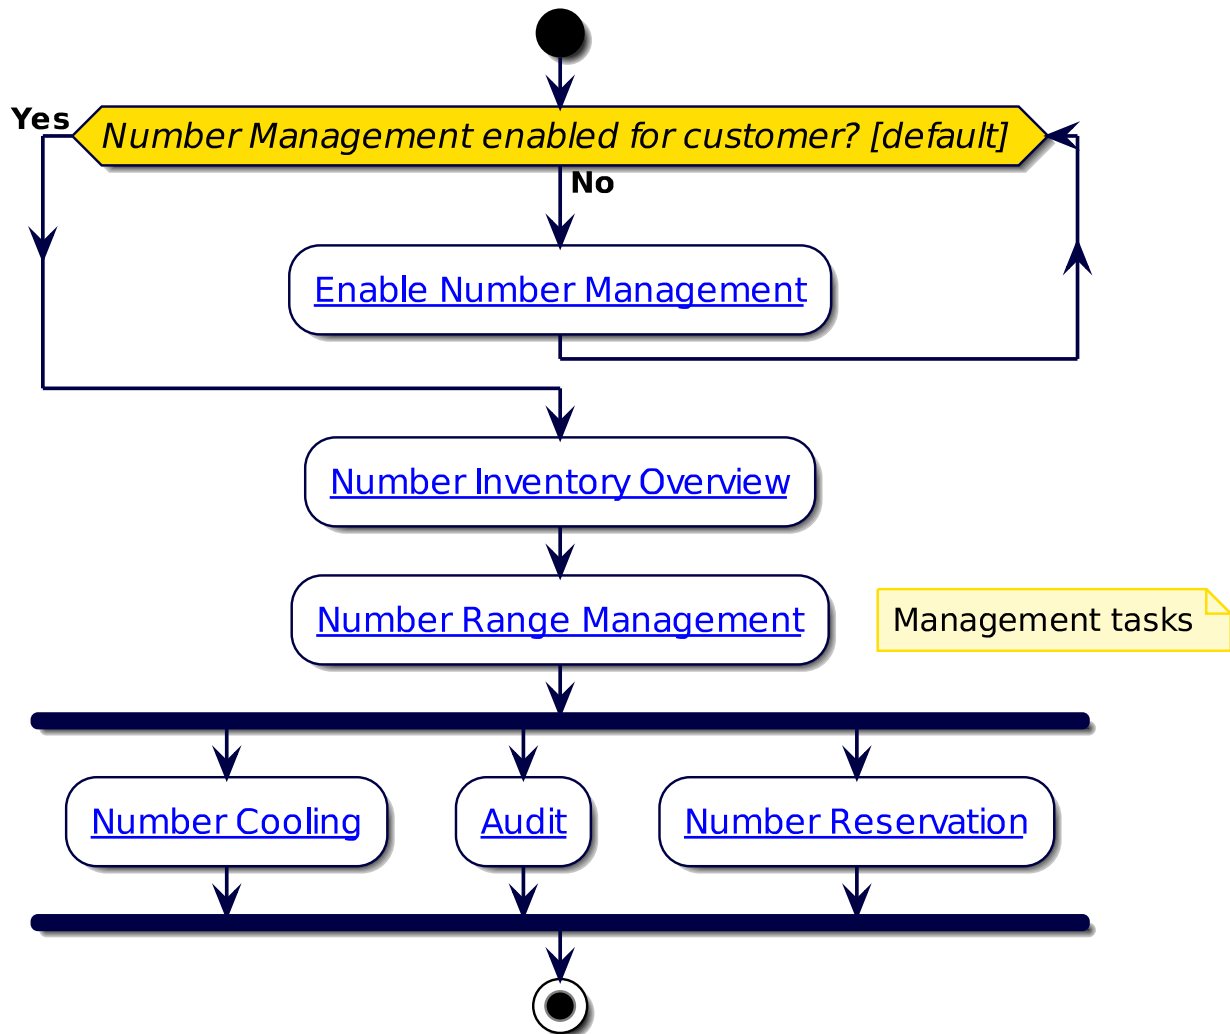 Yes
Number Management enabled for customer? [default]
No
Enable Number Management
Number Inventory Overview
Number Range Management
Management tasks
Number Cooling
Audit
Number Reservation